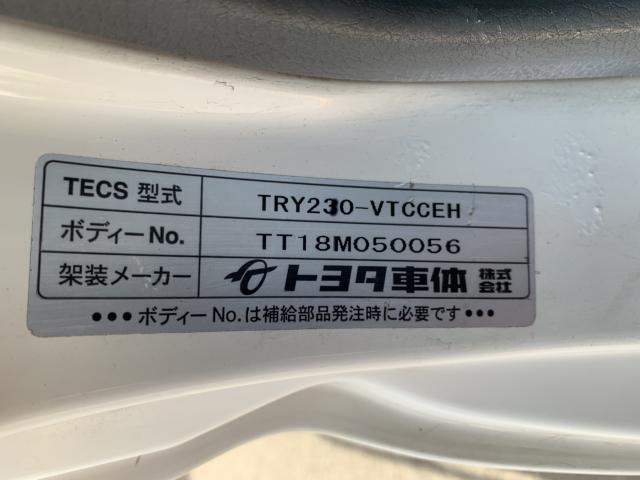 TECS 型式 TRY230-VTCCEH
ボディーNo. TT18M050056
架装メーカー トヨタ車体 株式会社
●●●ボディーNo.は補給部品発注時に必要です●●●